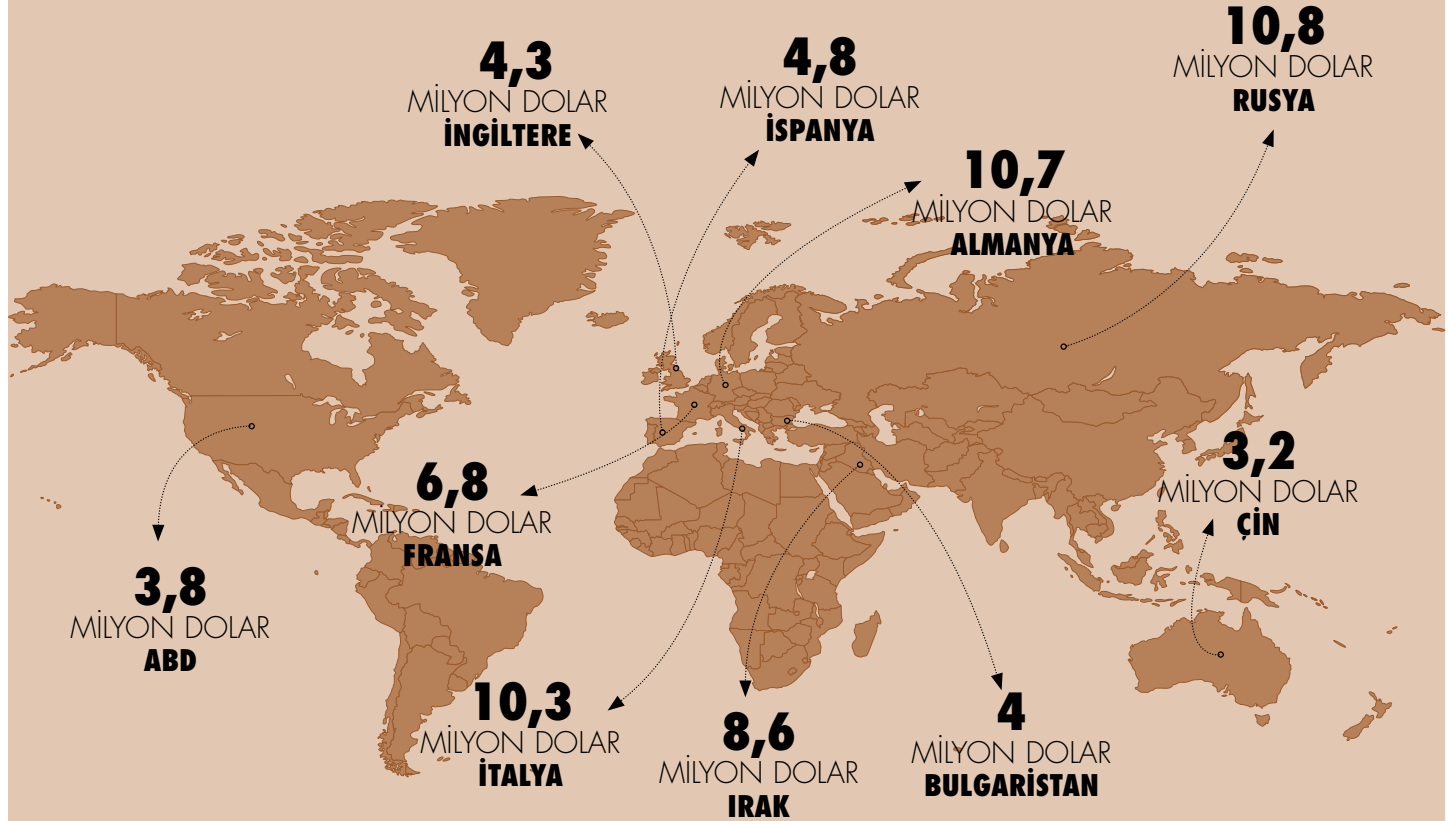 4,3
MİLYON DOLAR
İNGİLTERE
4,8
MİLYON DOLAR
İSPANYA
10,8
MİLYON DOLAR
RUSYA
10,7
MİLYON DOLAR
ALMANYA
6,8
MİLYON DOLAR
FRANSA
3,2
MİLYON DOLAR
ÇİN
3,8
MİLYON DOLAR
ABD
10,3
MİLYON DOLAR
İTALYA
8,6
MİLYON DOLAR
IRAK
4
MİLYON DOLAR
BULGARİSTAN